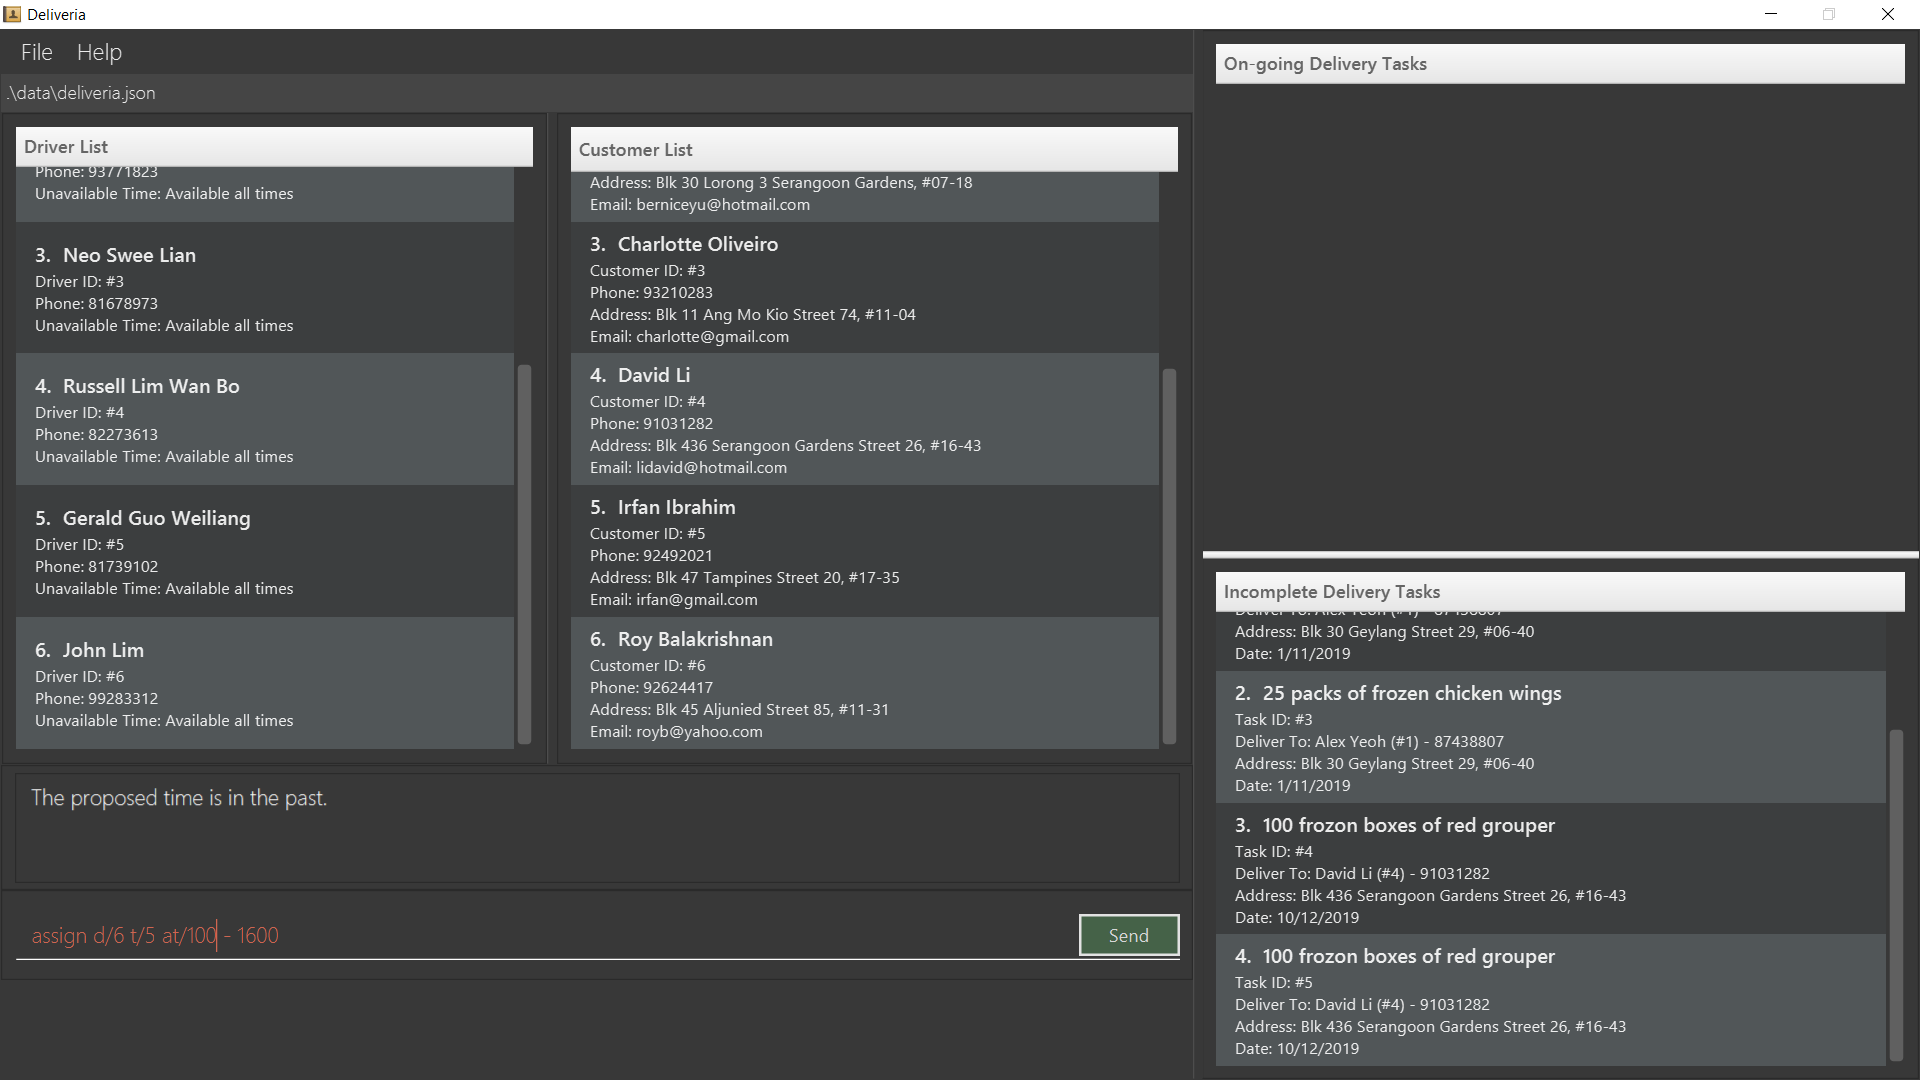 Deliveria
File Help
.\data\deliveria.json
Driver List
Phone: 93771823
Unavailable Time: Available all times
3. Neo Swee Lian
Driver ID: #3
Phone: 81678973
Unavailable Time: Available all times
4. Russell Lim Wan Bo
Driver ID: #4
Phone: 82273613
Unavailable Time: Available all times
5. Gerald Guo Weiliang
Driver ID: #5
Phone: 81739102
Unavailable Time: Available all times
6. John Lim
Driver ID: #6
Phone: 99283312
Unavailable Time: Available all times
Customer List
Address: Blk 30 Lorong 3 Serangoon Gardens, #07-18
Email: berniceyu@hotmail.com
3. Charlotte Oliveiro
Customer ID: #3
Phone: 93210283
Address: Blk 11 Ang Mo Kio Street 74, #11-04
Email: charlotte@gmail.com
4. David Li
Customer ID: #4
Phone: 91031282
Address: Blk 436 Serangoon Gardens Street 26, #16-43
Email: lidavid@hotmail.com
5. Irfan Ibrahim
Customer ID: #5
Phone: 92492021
Address: Blk 47 Tampines Street 20, #17-35
Email: irfan@gmail.com
6. Roy Balakrishnan
Customer ID: #6
Phone: 92624417
Address: Blk 45 Aljunied Street 85, #11-31
Email: royb@yahoo.com
The proposed time is in the past.
assign d/6 t/5 at/100 - 1600
Send
On-going Delivery Tasks
Incomplete Delivery Tasks
Deliver To: Alex Yeoh (#1) - 87438807
Address: Blk 30 Geylang Street 29, #06-40
Date: 1/11/2019
2. 25 packs of frozen chicken wings
Task ID: #3
Deliver To: Alex Yeoh (#1) - 87438807
Address: Blk 30 Geylang Street 29, #06-40
Date: 1/11/2019
3. 100 frozon boxes of red grouper
Task ID: #4
Deliver To: David Li (#4) - 91031282
Address: Blk 436 Serangoon Gardens Street 26, #16-43
Date: 10/12/2019
4. 100 frozon boxes of red grouper
Task ID: #5
Deliver To: David Li (#4) - 91031282
Address: Blk 436 Serangoon Gardens Street 26, #16-43
Date: 10/12/2019